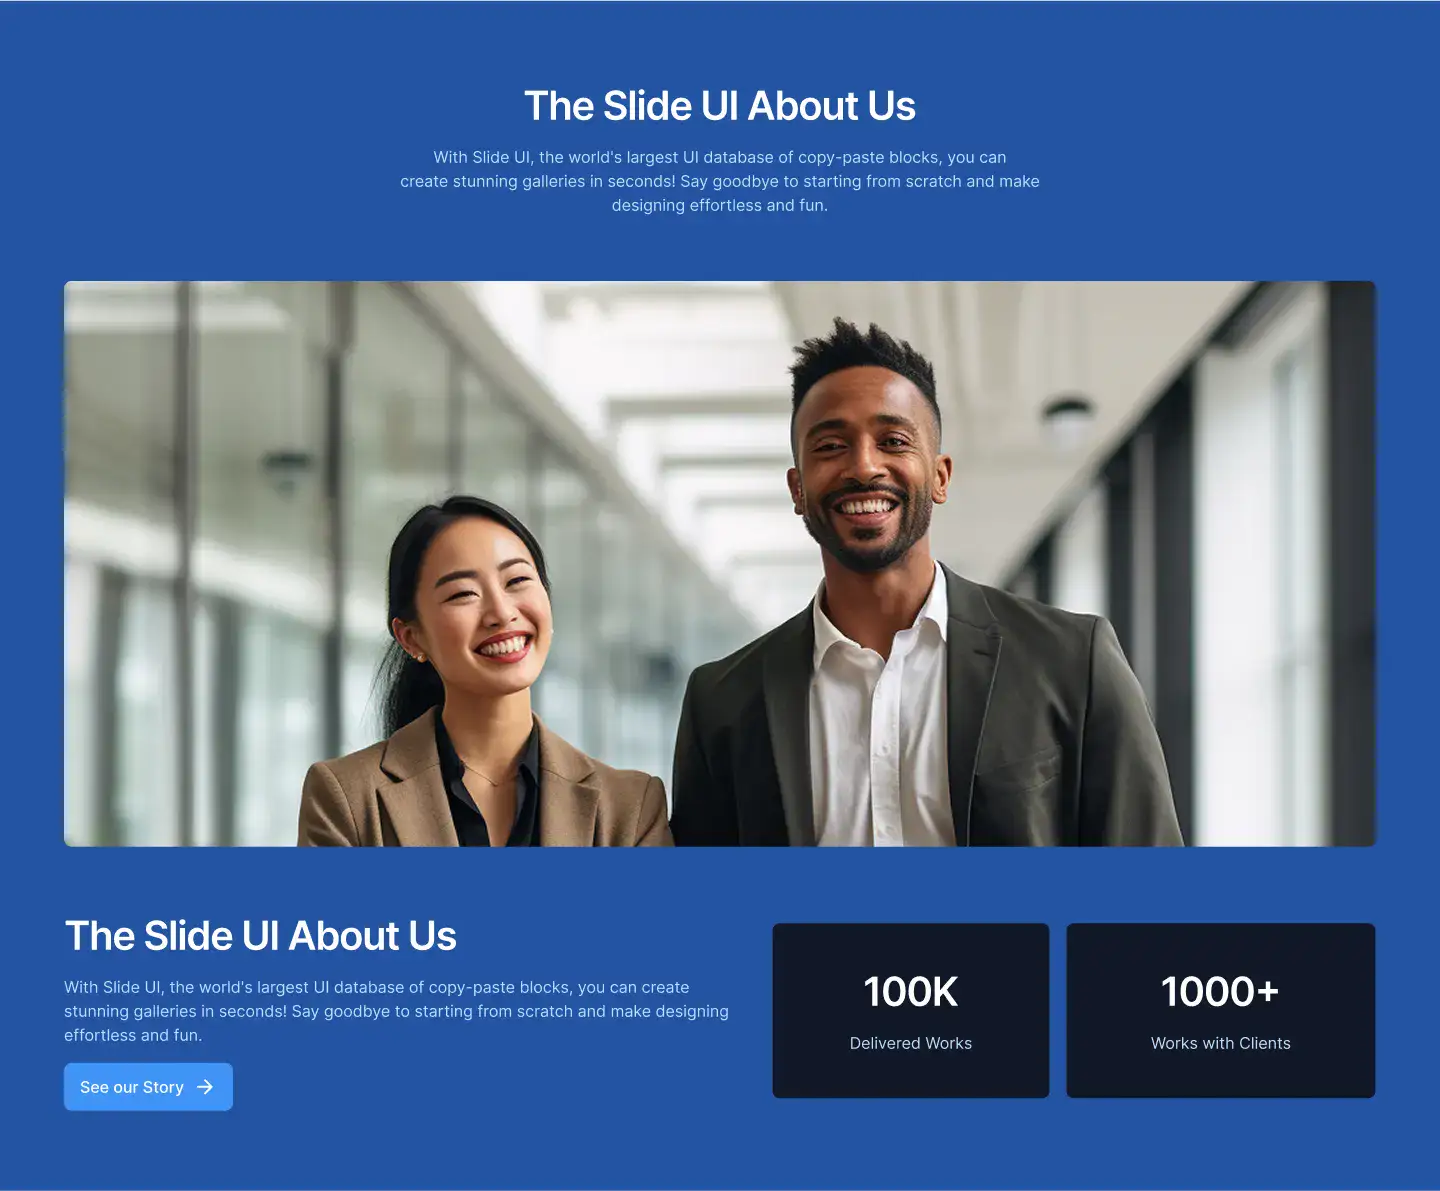 The Slide UI About Us
With Slide UI, the world's largest UI database of copy-paste blocks, you can
create stunning galleries in seconds! Say goodbye to starting from scratch and make
designing effortless and fun.
The Slide UI About Us
With Slide UI, the world's largest UI database of copy-paste blocks, you can create
stunning galleries in seconds! Say goodbye to starting from scratch and make designing
effortless and fun.
See our Story
100K
Delivered Works
1000+
Works with Clients